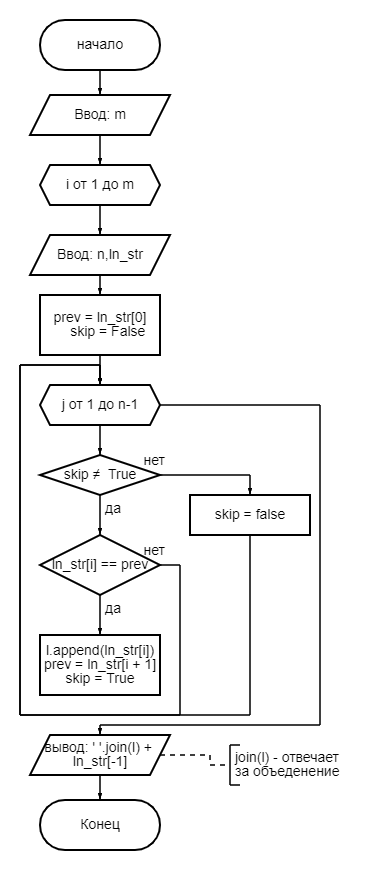 начало
Ввод: m
i от 1 до m
Ввод: n,ln_str
prev = ln_str[0]
skip = False
j от 1 до n-1
skip ≠ True
нет
да
skip = false
ln_str[i] == prev
нет
да
l.append(ln_str[i])
prev = ln_str[i + 1]
skip = True
вывод: ' '.join(l) +
ln_str[-1]
join(l) - отвечает
за объеденение
Конец